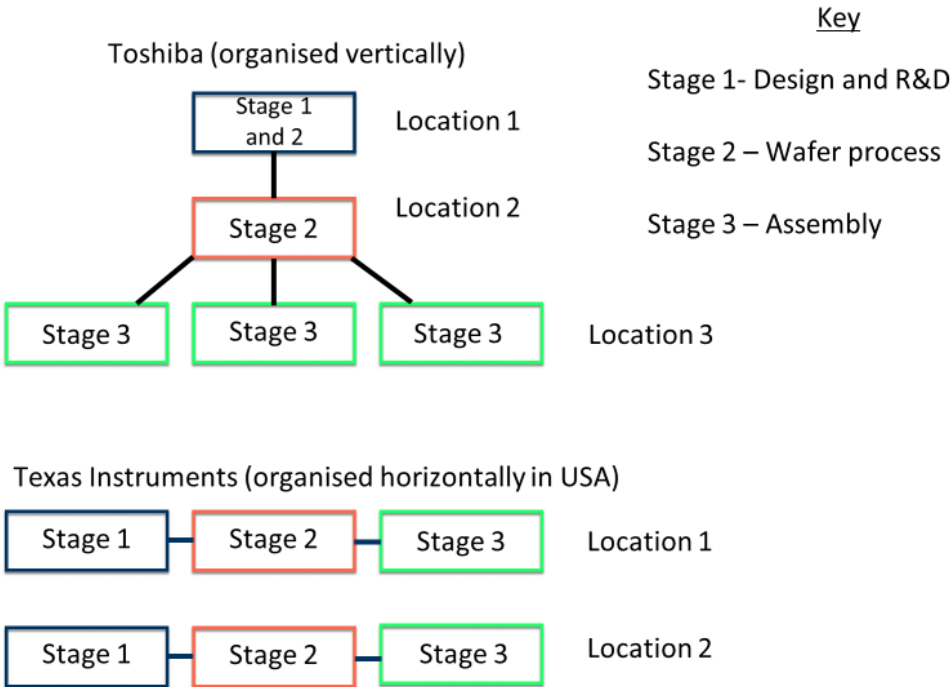 Key
Toshiba (organised vertically)
Stage 1- Design and R&D
Stage 1
and 2
Location 1
Stage 2 – Wafer process
Location 2
Stage 2
Stage 3 – Assembly
Stage 3
Stage 3
Stage 3
Location 3
Texas Instruments (organised horizontally in USA)
Stage 1
Stage 2
Stage 3
Location 1
Stage 1
Stage 2
Stage 3
Location 2